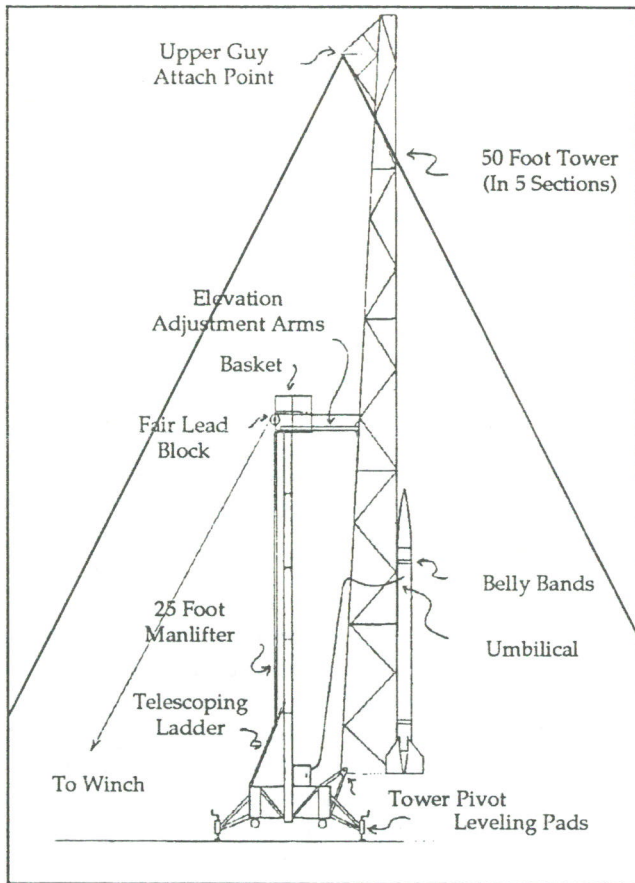 Upper Guy
Attach Point
50 Foot Tower
(In 5 Sections)
Elevation
Adjustment Arms
Basket
Fair Lead
Block
Belly Bands
25 Foot
Manlifter
Umbilical
Telescoping
Ladder
To Winch
Tower Pivot
Leveling Pads